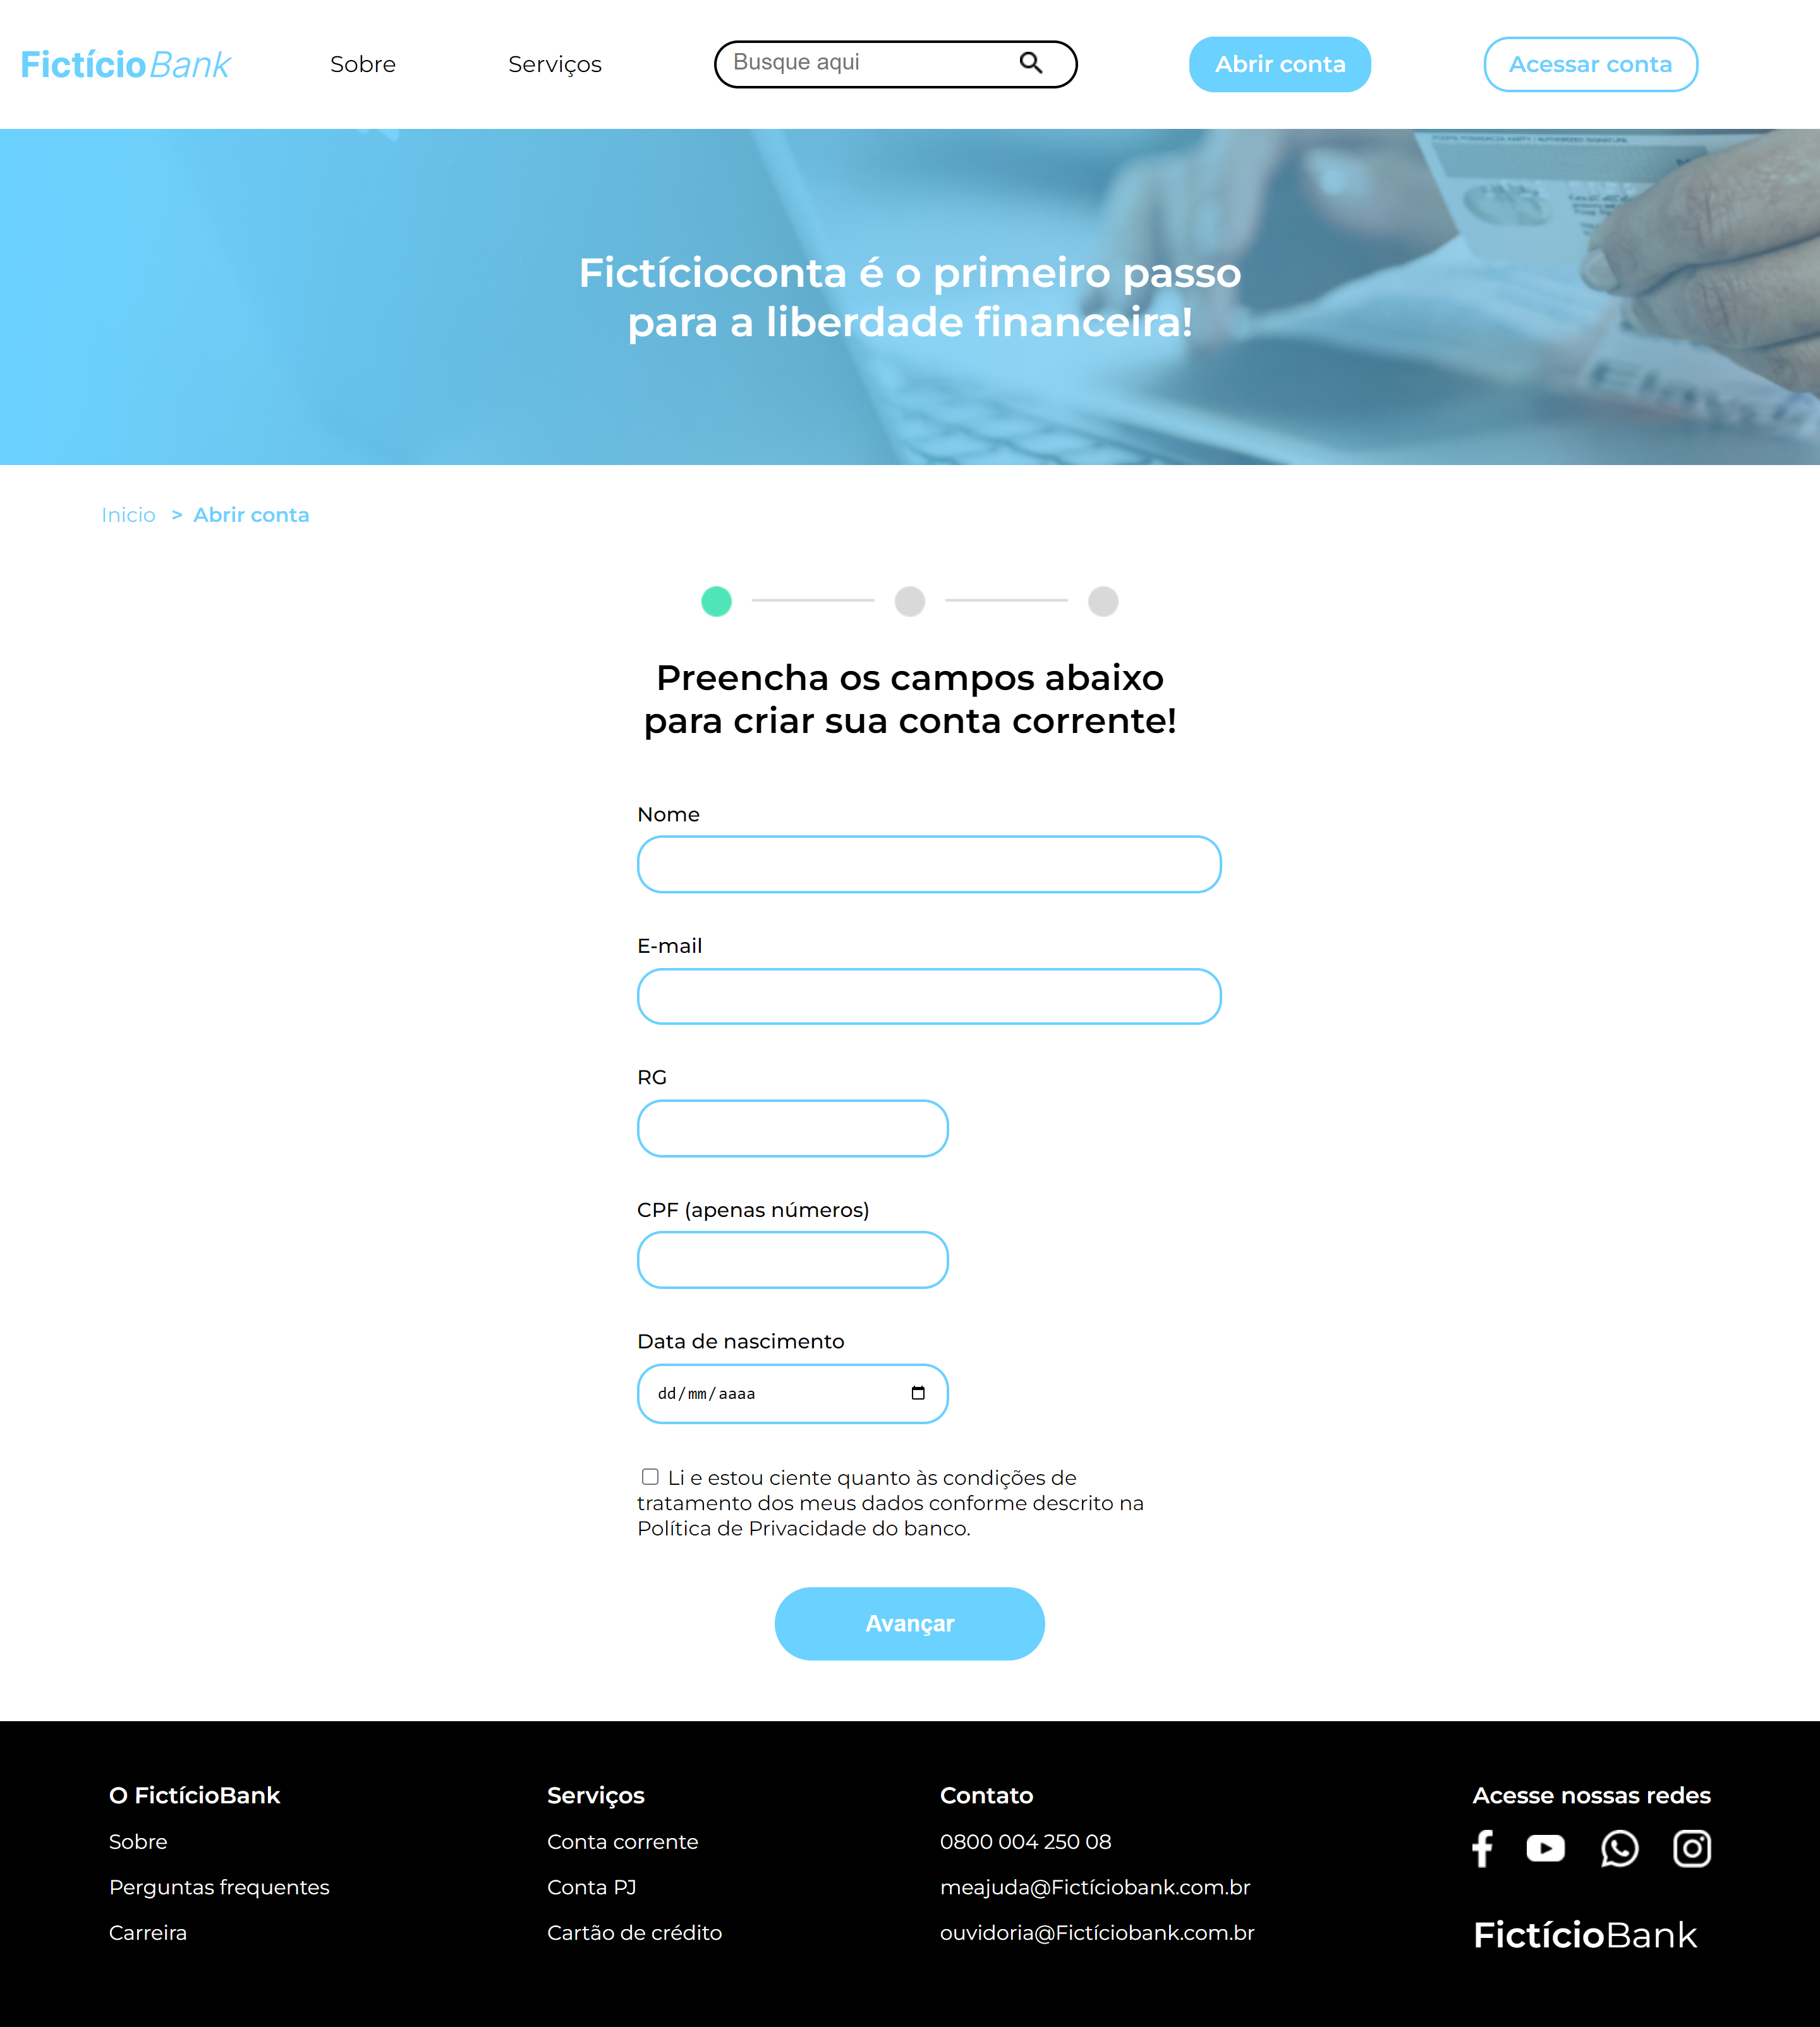 FictícioBank
Sobre
Serviços
Busque aqui
Abrir conta
Acessar conta
Fictícioconta é o primeiro passo
para a liberdade financeira!
Inicio > Abrir conta
Preencha os campos abaixo
para criar sua conta corrente!
Nome
E-mail
RG
CPF (apenas números)
Data de nascimento
dd/mm/aaaa
Li e estou ciente quanto às condições de
tratamento dos meus dados conforme descrito na
Política de Privacidade do banco.
Avançar
O FictícioBank
Sobre
Perguntas frequentes
Carreira
Serviços
Conta corrente
Conta PJ
Cartão de crédito
Contato
0800 004 250 08
meajuda@Fictíciobank.com.br
ouvidoria@Fictíciobank.com.br
Acesse nossas redes
FictícioBank